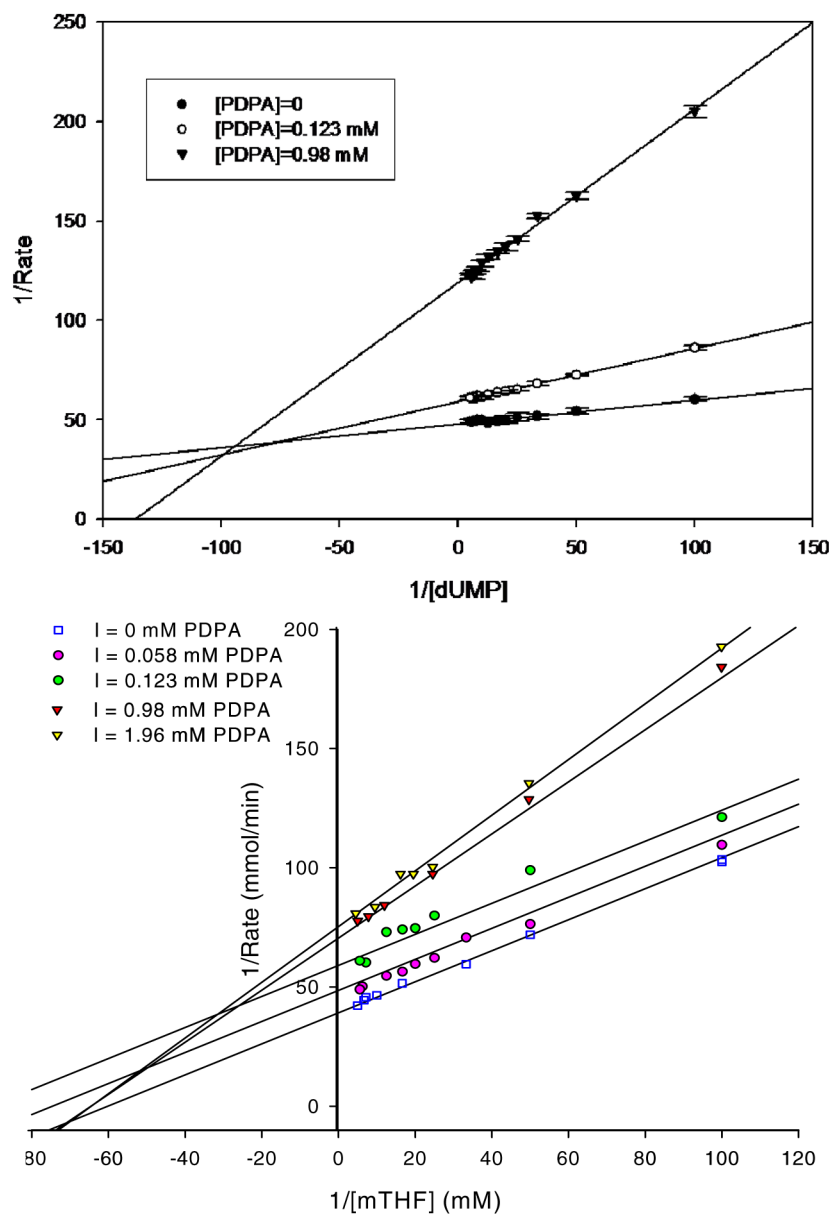 250
200
150
100
50
0
1/Rate
[PDPA]=0
[PDPA]=0.123 mM
[PDPA]=0.98 mM
-150 -100 -50 0 50 100 150
1/[dUMP]
I = 0 mM PDPA
I = 0.058 mM PDPA
I = 0.123 mM PDPA
I = 0.98 mM PDPA
I = 1.96 mM PDPA
200
150
100
50
0
1/Rate (mmol/min)
80 -60 -40 -20 0 20 40 60 80 100 120
1/[mTHF] (mM)